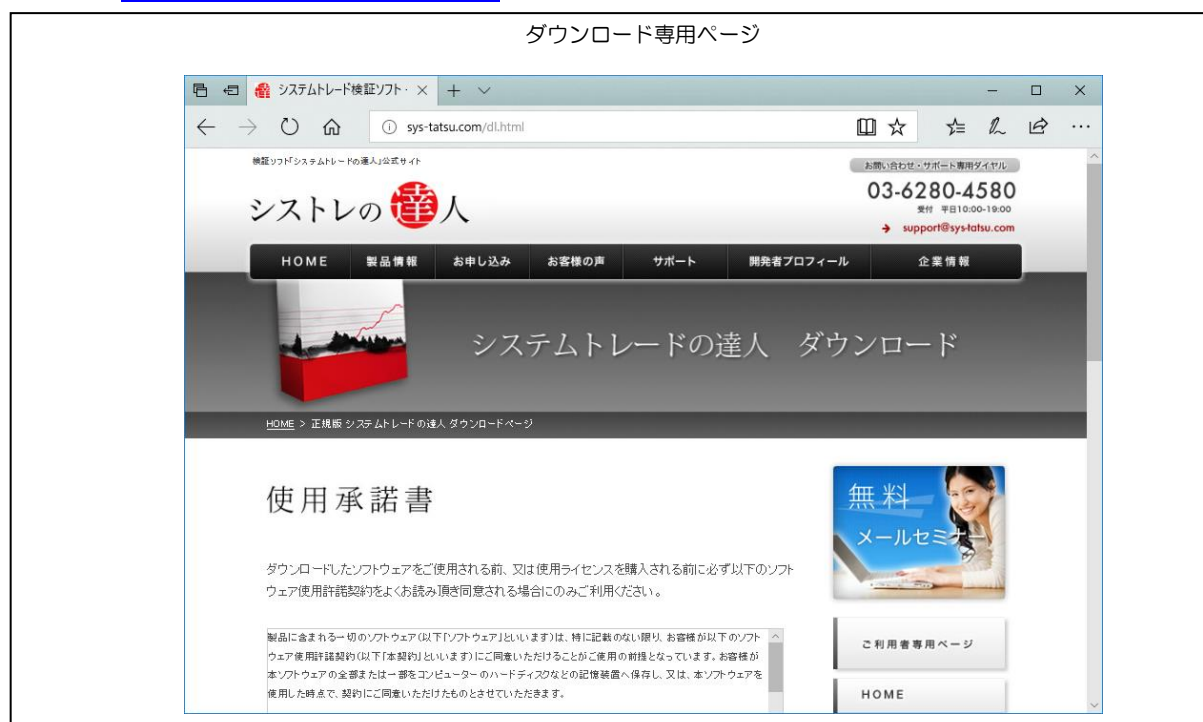 ダウンロード専用ページ
システムトレード検証ソフト・
sys-tatsu.com/dl.html
検証ソフト「システムトレードの達人」公式サイト
お問い合わせ・サポート専用ダイヤル
シストレの達人
03-6280-4580
受付 平日10:00-19:00
support@sys-tatsu.com
HOME 製品情報 お申し込み お客様の声 サポート 開発者プロフィール 企業情報
システムトレードの達人 ダウンロード
HOME > 正規版 システムトレードの達人 ダウンロードページ
使用承諾書
無料
メールセミナー
ダウンロードしたソフトウェアをご使用される前、又は使用ライセンスを購入される前に必ず以下のソフト
ウェア使用許諾契約をよくお読み頂き同意される場合にのみご利用ください。
製品に含まれる一切のソフトウェア(以下「ソフトウェア」といいます)は、特に記載のない限り、お客様が以下のソフト
ウェア使用許諾契約(以下「本契約」といいます)にご同意いただけることがご使用の前提となっています。お客様が
本ソフトウェアの全部または一部をコンピューターのハードディスクなどの記憶装置へ保存し、又は、本ソフトウェアを
使用した時点で、契約にご同意いただけたものとさせていただきます。
ご利用者専用ページ
HOME